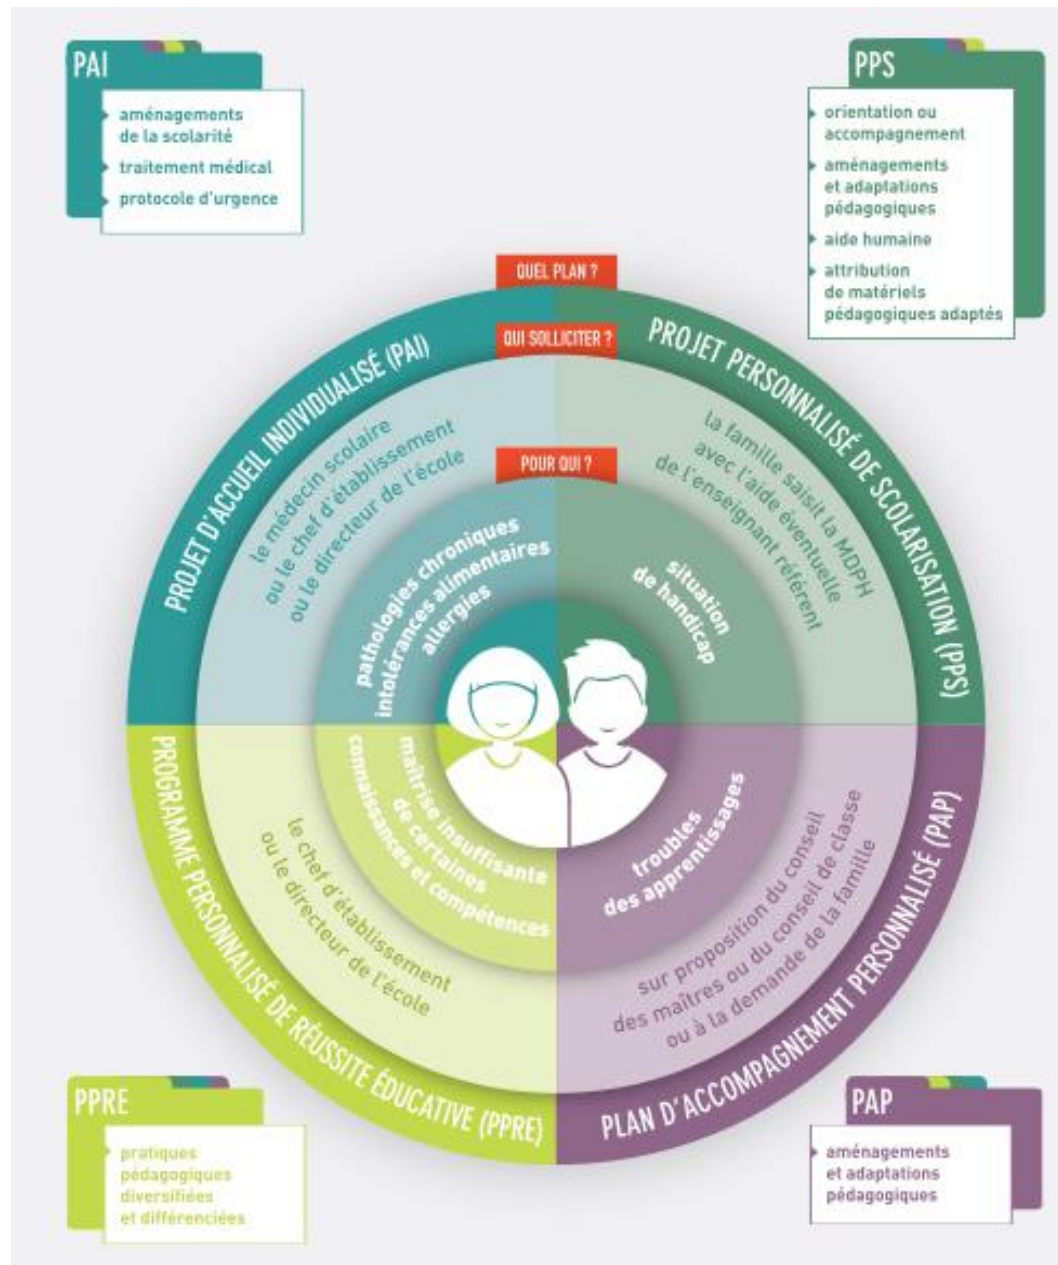 PAI
aménagements
de la scolarité
traitement médical
protocole d'urgence
PPS
orientation ou
accompagnement
aménagements
et adaptations
pédagogiques
aide humaine
attribution
de matériels
pédagogiques adaptés
QUEL PLAN ?
QUI SOLLICITER ?
POUR QUI ?
PROJET D'ACCUEIL INDIVIDUALISÉ (PAI)
le médecin scolaire
ou le chef d'établissement
ou le directeur de l'école
pathologies chroniques
intolérances alimentaires
allergies
PROJET PERSONNALISÉ DE SCOLARISATION (PPS)
la famille saisit la MDPH
avec l'aide éventuelle
de l'enseignant référent
situation
de handicap
PROGRAMME PERSONNALISÉ DE RÉUSSITE ÉDUCATIVE (PPRE)
le chef d'établissement
ou le directeur de l'école
maîtrise insuffisante
de certaines
connaissances et compétences
PLAN D'ACCOMPAGNEMENT PERSONNALISÉ (PAP)
sur proposition du conseil
des maîtres ou du conseil de classe
ou à la demande de la famille
troubles
des apprentissages
PPRE
pratiques
pédagogiques
diversifiées
et différenciées
PAP
aménagements
et adaptations
pédagogiques